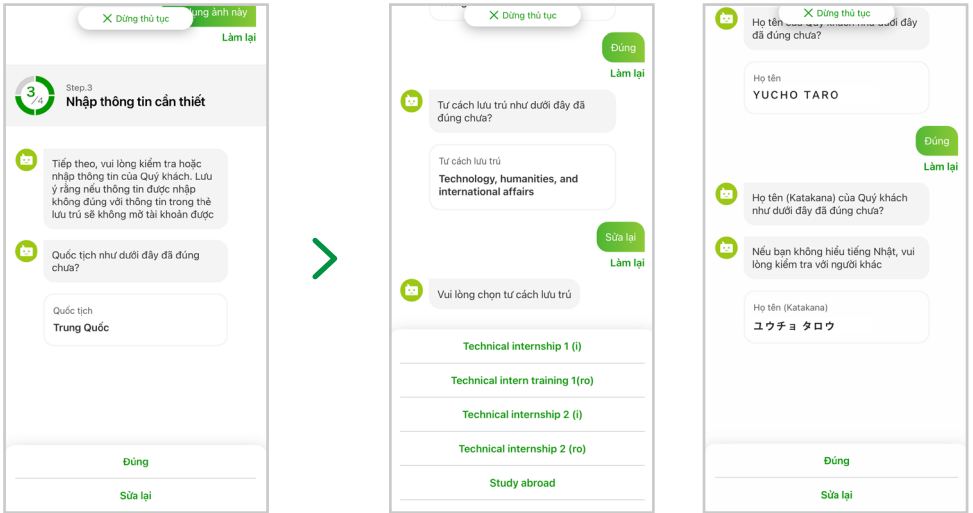 Dừng thủ tục
dụng ảnh này
Làm lại
3/4
Step.3
Nhập thông tin cần thiết
Tiếp theo, vui lòng kiểm tra hoặc
nhập thông tin của Quý khách. Lưu
ý rằng nếu thông tin được nhập
không đúng với thông tin trong thẻ
lưu trú sẽ không mở tài khoản được
Quốc tịch như dưới đây đã đúng
chưa?
Quốc tịch
Trung Quốc
Đúng
Sửa lại
Dừng thủ tục
Đúng
Làm lại
Tư cách lưu trú như dưới đây đã
đúng chưa?
Tư cách lưu trú
Technology, humanities, and
international affairs
Sửa lại
Làm lại
Vui lòng chọn tư cách lưu trú
Technical internship 1 (i)
Technical intern training 1(ro)
Technical internship 2 (i)
Technical internship 2 (ro)
Study abroad
Dừng thủ tục
Họ tên của Quý khách như dưới đây
đã đúng chưa?
Họ tên
YUCHO TARO
Đúng
Làm lại
Họ tên (Katakana) của Quý khách
như dưới đây đã đúng chưa?
Nếu bạn không hiểu tiếng Nhật, vui
lòng kiểm tra với người khác
Họ tên (Katakana)
ユウチョ タロウ
Đúng
Sửa lại